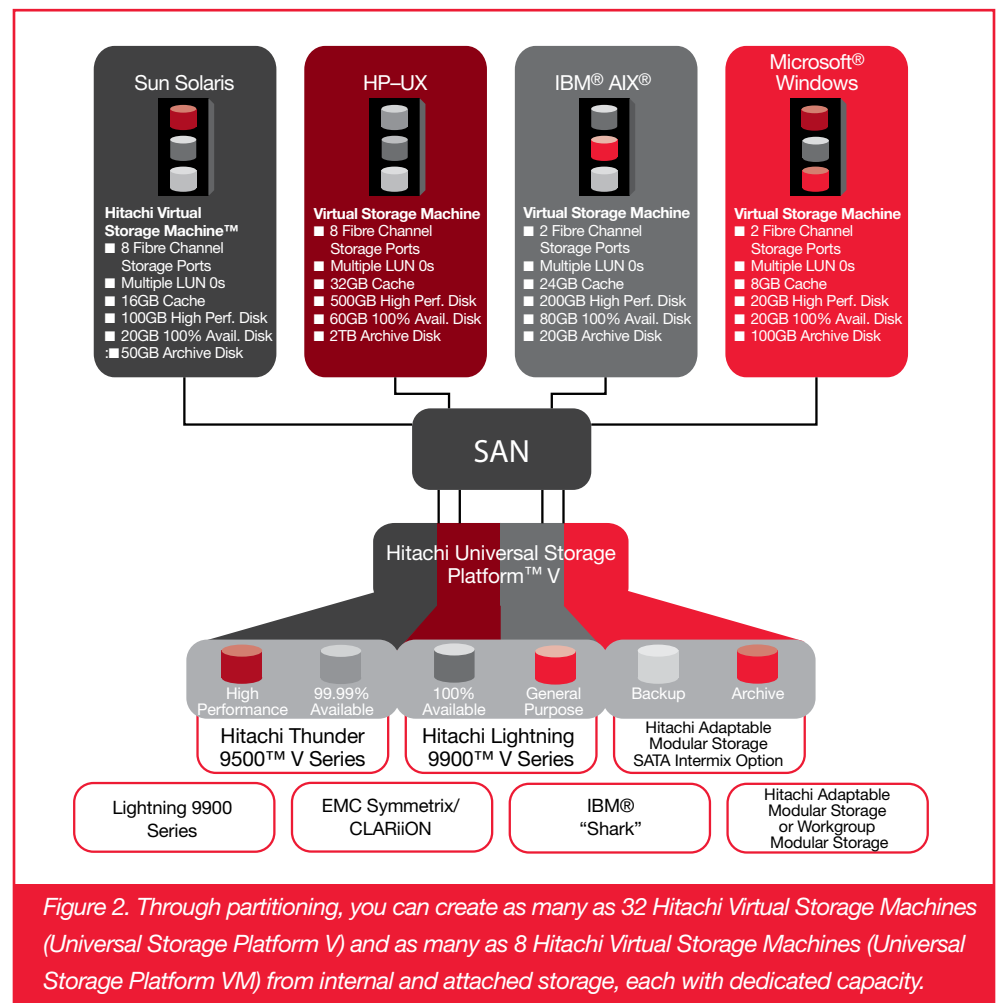 Sun Solaris
Hitachi Virtual
Storage Machine™
■ 8 Fibre Channel
Storage Ports
■ Multiple LUN 0s
■ 16GB Cache
■ 100GB High Perf. Disk
■ 20GB 100% Avail. Disk
:■50GB Archive Disk
HP–UX
Virtual Storage Machine
■ 8 Fibre Channel
Storage Ports
■ Multiple LUN 0s
■ 32GB Cache
■ 500GB High Perf. Disk
■ 60GB 100% Avail. Disk
■ 2TB Archive Disk
IBM® AIX®
Virtual Storage Machine
■ 2 Fibre Channel
Storage Ports
■ Multiple LUN 0s
■ 24GB Cache
■ 200GB High Perf. Disk
■ 80GB 100% Avail. Disk
■ 20GB Archive Disk
Microsoft®
Windows
Virtual Storage Machine
■ 2 Fibre Channel
Storage Ports
■ Multiple LUN 0s
■ 8GB Cache
■ 20GB High Perf. Disk
■ 20GB 100% Avail. Disk
■ 100GB Archive Disk
SAN
Hitachi Universal Storage
Platform™ V
High
Performance
99.99%
Available
100%
Available
General
Purpose
Backup
Archive
Hitachi Thunder
9500™ V Series
Hitachi Lightning
9900™ V Series
Hitachi Adaptable
Modular Storage
SATA Intermix Option
Lightning 9900
Series
EMC Symmetrix/
CLARiiON
IBM®
“Shark”
Hitachi Adaptable
Modular Storage
or Workgroup
Modular Storage
Figure 2. Through partitioning, you can create as many as 32 Hitachi Virtual Storage Machines
(Universal Storage Platform V) and as many as 8 Hitachi Virtual Storage Machines (Universal
Storage Platform VM) from internal and attached storage, each with dedicated capacity.